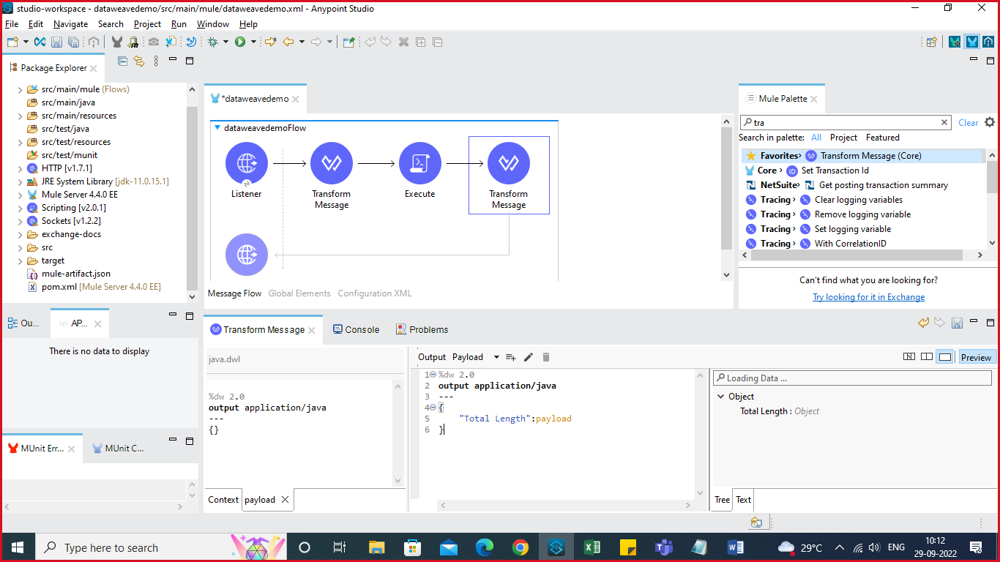 studio-workspace - dataweavedemo/src/main/mule/dataweavedemo.xml - Anypoint Studio
File Edit Navigate Search Project Run Window Help
Package Explorer
src/main/mule (Flows)
src/main/java
src/main/resources
src/test/java
src/test/resources
src/test/munit
HTTP [v1.7.1]
JRE System Library [jdk-11.0.15.1]
Mule Server 4.4.0 EE
Scripting [v2.0.1]
Sockets [v1.2.2]
exchange-docs
src
target
mule-artifact.json
pom.xml [Mule Server 4.4.0 EE]
*dataweavedemo
dataweavedemoFlow
Listener
Transform
Message
Execute
Transform
Message
Message Flow Global Elements Configuration XML
Mule Palette
tra
Clear
Search in palette: All Project Featured
Favorites> Transform Message (Core)
Core > ID Set Transaction Id
NetSuite> Get posting transaction summary
Tracing > Clear logging variables
Tracing > Remove logging variable
Tracing > Set logging variable
Tracing > With CorrelationID
Can't find what you are looking for?
Try looking for it in Exchange
Ou... api AP...
There is no data to display
MUnit Err... MUnit C...
Transform Message Console Problems
java.dwl
%dw 2.0
output application/java
---
{}
Context payload
Output Payload
Preview
1 %dw 2.0
2 output application/java
3 ---
4 {
5 "Total Length":payload
6 }
Loading Data ...
Object
Total Length : Object
Tree Text
Type here to search
29°C
ENG
10:12
29-09-2022